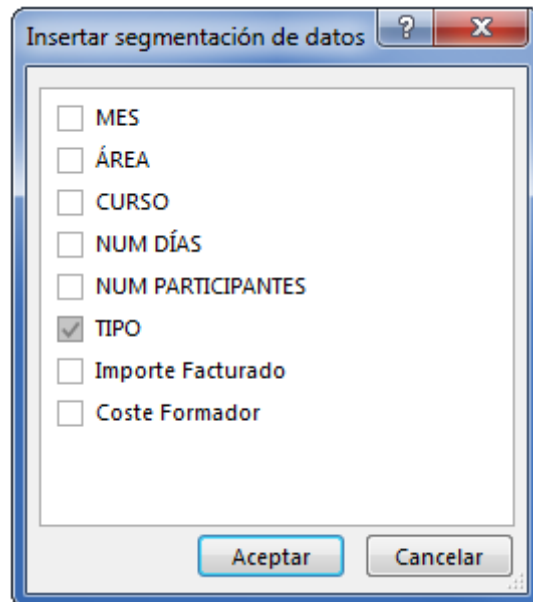 Insertar segmentación de datos
MES
ÁREA
CURSO
NUM DÍAS
NUM PARTICIPANTES
TIPO
Importe Facturado
Coste Formador
Aceptar
Cancelar